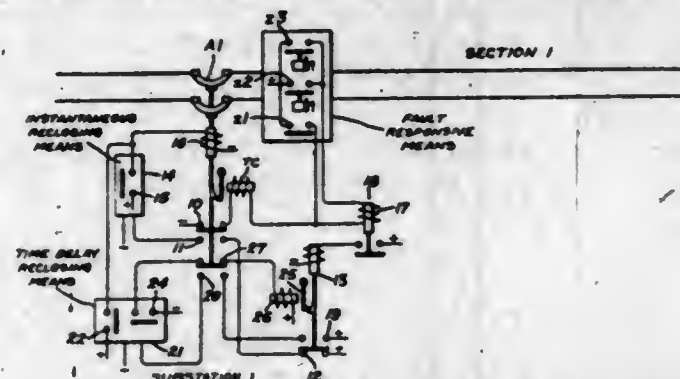 z3
A1
SECTION 1
z2
INSTANTANEOUS
RECLOSING
MEANS
z1
FAULT
RESPONSIVE
MEANS
16
14
TC
18
15
17
10
11
27
TIME DELAY
RECLOSING
MEANS
13
24
28
25
26
19
22
21
12
SUBSTATION 1